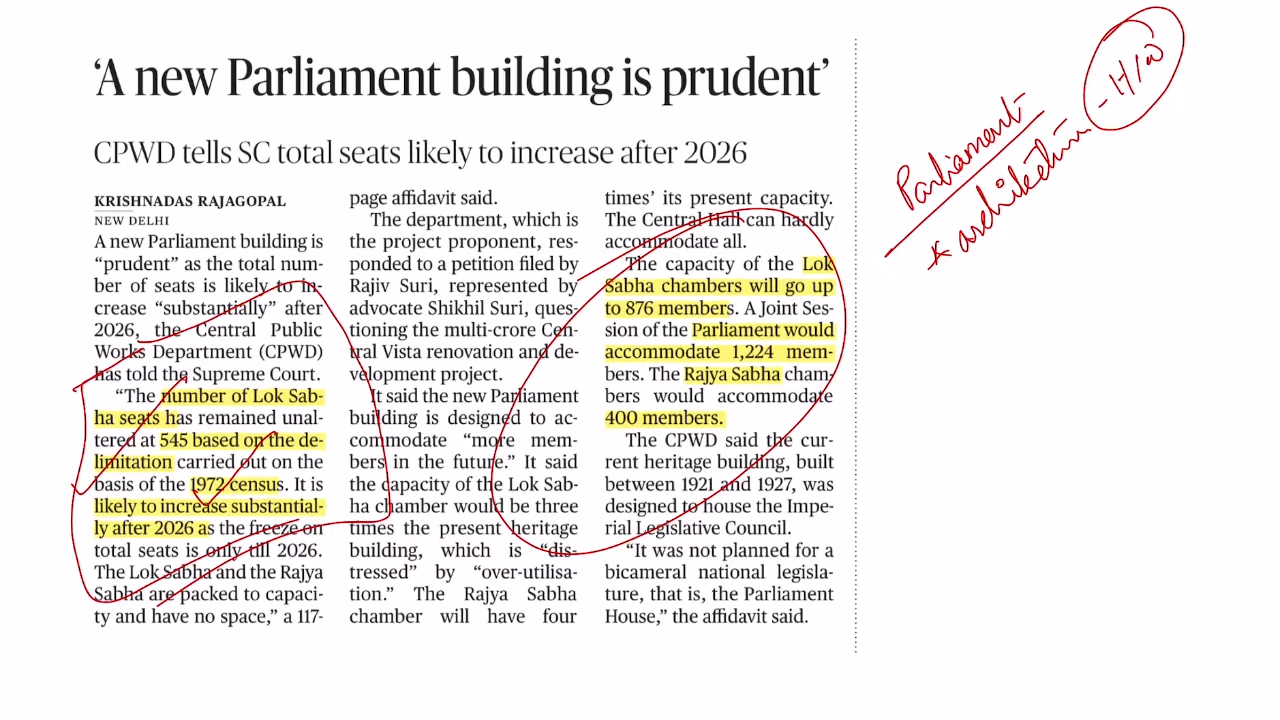 ‘A new Parliament building is prudent’
CPWD tells SC total seats likely to increase after 2026
KRISHNADAS RAJAGOPAL
NEW DELHI
A new Parliament building is
“prudent” as the total num-
ber of seats is likely to in-
crease “substantially” after
2026, the Central Public
Works Department (CPWD)
has told the Supreme Court.
“The number of Lok Sab-
ha seats has remained unal-
tered at 545 based on the de-
limitation carried out on the
basis of the 1972 census. It is
likely to increase substantial-
ly after 2026 as the freeze on
total seats is only till 2026.
The Lok Sabha and the Rajya
Sabha are packed to capaci-
ty and have no space,” a 117-
page affidavit said.
The department, which is
the project proponent, res-
ponded to a petition filed by
Rajiv Suri, represented by
advocate Shikhil Suri, ques-
tioning the multi-crore Cen-
tral Vista renovation and de-
velopment project.
It said the new Parliament
building is designed to ac-
commodate “more mem-
bers in the future.” It said
the capacity of the Lok Sab-
ha chamber would be three
times the present heritage
building, which is “dis-
tressed” by “over-utilisa-
tion.” The Rajya Sabha
chamber will have four
times’ its present capacity.
The Central Hall can hardly
accommodate all.
The capacity of the Lok
Sabha chambers will go up
to 876 members. A Joint Ses-
sion of the Parliament would
accommodate 1,224 mem-
bers. The Rajya Sabha cham-
bers would accommodate
400 members.
The CPWD said the cur-
rent heritage building, built
between 1921 and 1927, was
designed to house the Impe-
rial Legislative Council.
“It was not planned for a
bicameral national legisla-
ture, that is, the Parliament
House,” the affidavit said.
Parliament
* architecture - H/W